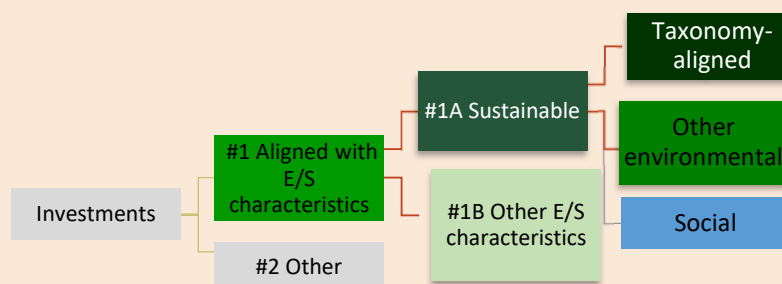 Taxonomy-
aligned
#1A Sustainable
Other
environmental
#1 Aligned with
E/S
characteristics
Investments
#1B Other E/S
characteristics
Social
#2 Other